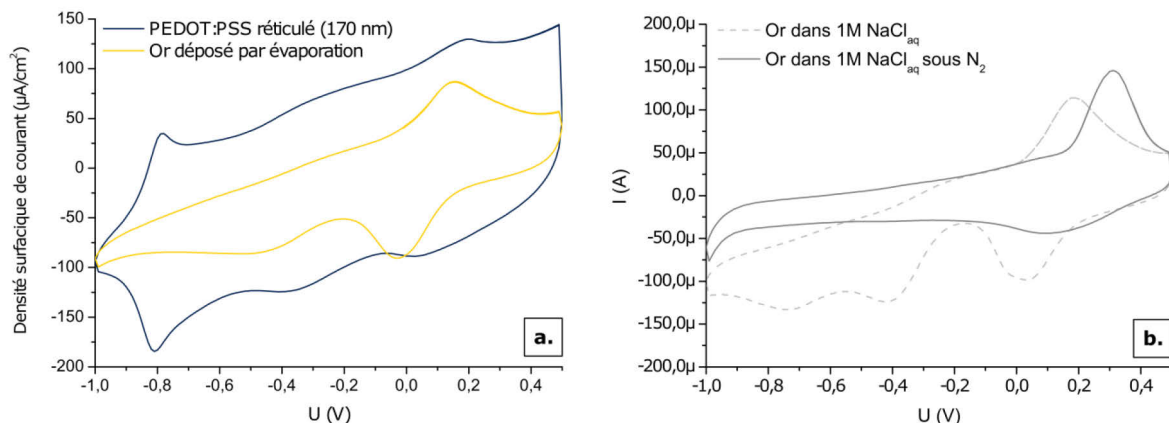 150
100
50
0
-50
-100
-150
-200
Densité surfacique de courant (µA/cm²)
PEDOT:PSS réticulé (170 nm)
Or déposé par évaporation
a.
-1,0 -0,8 -0,6 -0,4 -0,2 0,0 0,2 0,4
U (V)
200,0µ
150,0µ
100,0µ
50,0µ
0,0
-50,0µ
-100,0µ
-150,0µ
-200,0µ
I (A)
Or dans 1M NaClaq
Or dans 1M NaClaq sous N2
b.
-1,0 -0,8 -0,6 -0,4 -0,2 0,0 0,2 0,4
U (V)